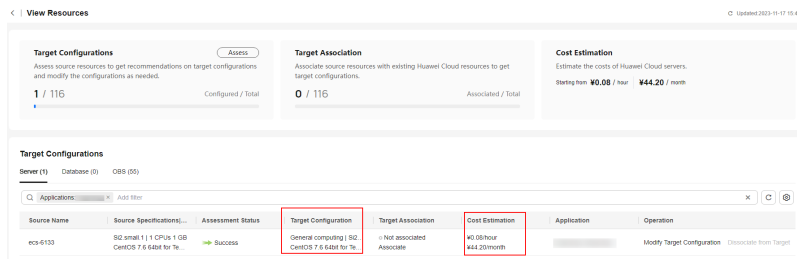 View Resources
Updated 2023-11-17 15:4
Target Configurations
Assess
Assess source resources to get recommendations on target configurations
and modify the configurations as needed.
1 / 116
Configured / Total
Target Association
Associate source resources with existing Huawei Cloud resources to get
target configurations.
0 / 116
Associated / Total
Cost Estimation
Estimate the costs of Huawei Cloud servers.
Starting from ¥0.08 / hour ¥44.20 / month
Target Configurations
Server (1) Database (0) OBS (55)
Applications: × Add filter ×
Source Name Source Specifications|... Assessment Status Target Configuration Target Association Cost Estimation Application Operation
ecs-6133
SI2.small.1 | 1 CPUs 1 GB
CentOS 7.6 64bit for Te...
Success
General computing | SI2...
CentOS 7.6 64bit for Te...
Not associated
Associate
¥0.08/hour
¥44.20/month
Modify Target Configuration Dissociate from Target